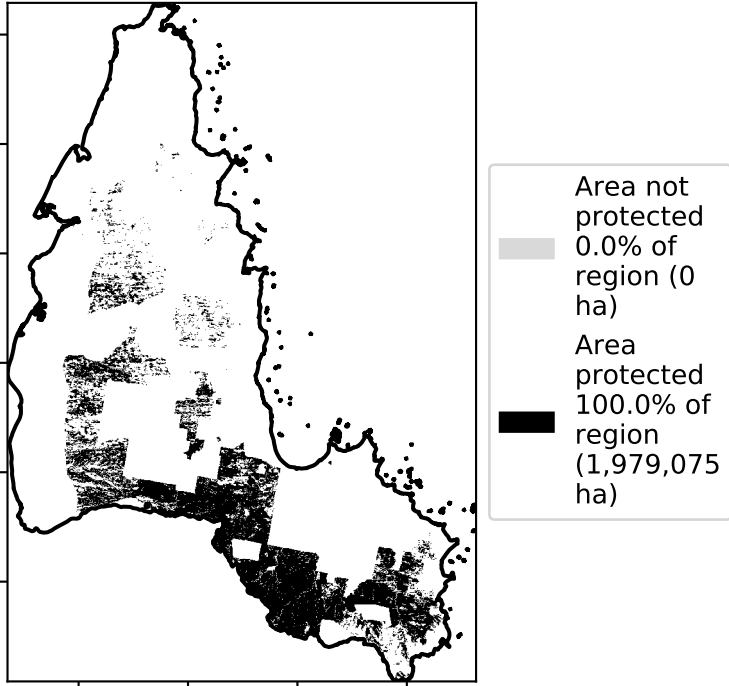 Area not
protected
0.0% of
region (0
ha)
Area
protected
100.0% of
region
(1,979,075
ha)